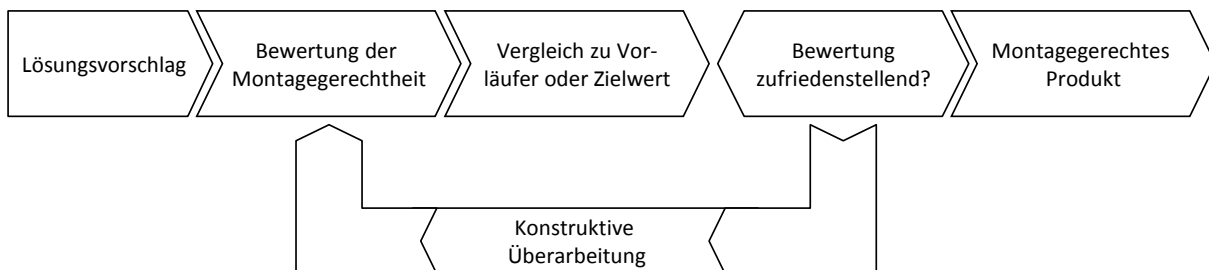 Lösungsvorschlag
Bewertung der
Montagegerechtheit
Vergleich zu Vor-
läufer oder Zielwert
Bewertung
zufriedenstellend?
Montagegerechtes
Produkt
Konstruktive
Überarbeitung